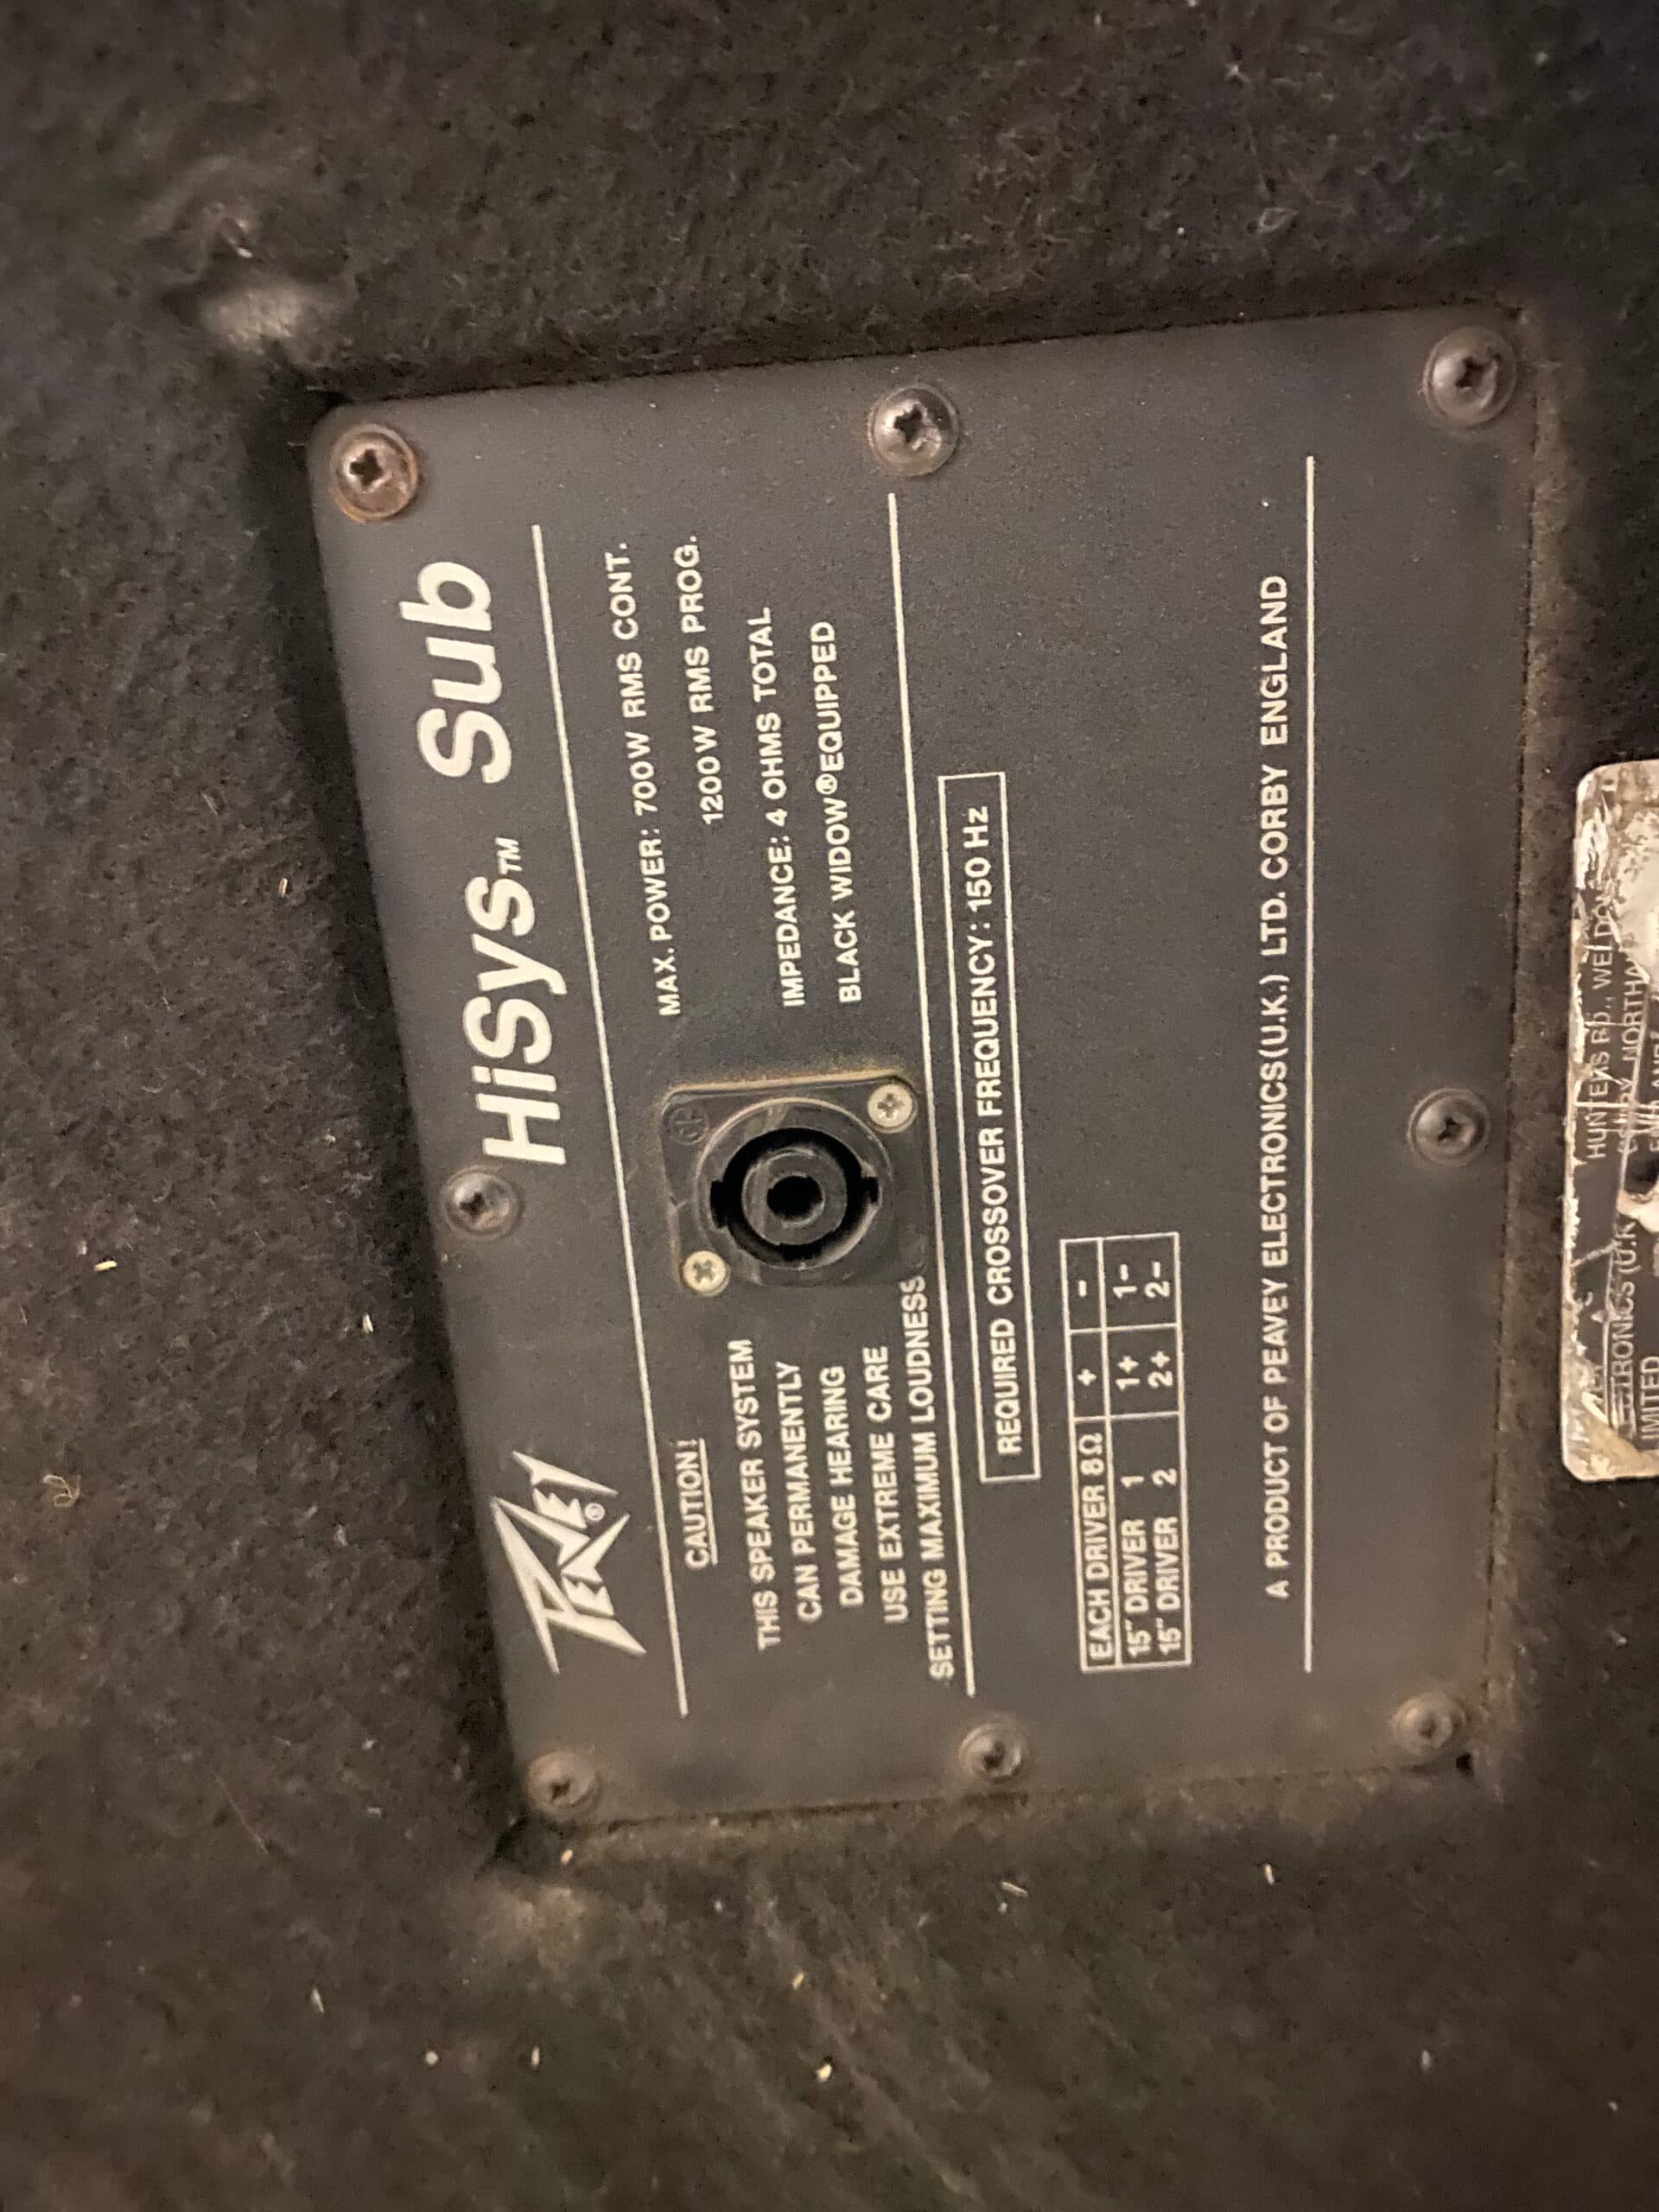 PEAVEY®
HiSys™ Sub
CAUTION!
THIS SPEAKER SYSTEM
CAN PERMANENTLY
DAMAGE HEARING
USE EXTREME CARE
SETTING MAXIMUM LOUDNESS
MAX. POWER: 700W RMS CONT.
1200W RMS PROG.
IMPEDANCE: 4 OHMS TOTAL
BLACK WIDOW® EQUIPPED
REQUIRED CROSSOVER FREQUENCY: 150 Hz
EACH DRIVER 8Ω + -
15" DRIVER 1 1+ 1-
15" DRIVER 2 2+ 2-
A PRODUCT OF PEAVEY ELECTRONICS (U.K.) LTD. CORBY ENGLAND
HUNTERS RD., WELDON